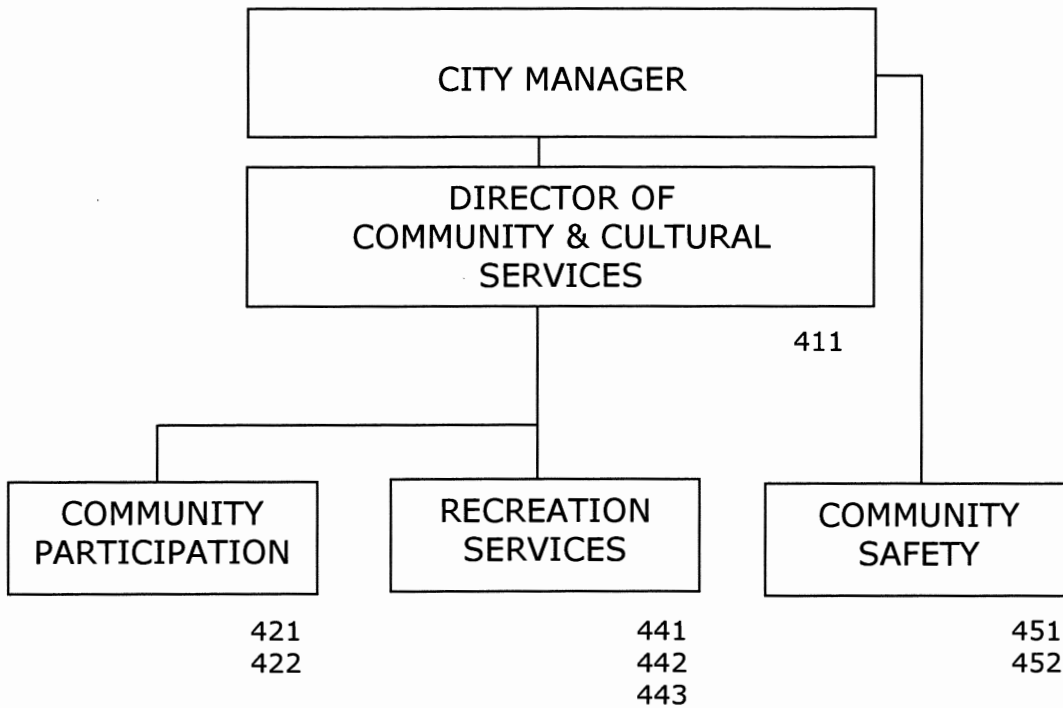 CITY MANAGER
DIRECTOR OF
COMMUNITY & CULTURAL
SERVICES
411
COMMUNITY
PARTICIPATION
421
422
RECREATION
SERVICES
441
442
443
COMMUNITY
SAFETY
451
452